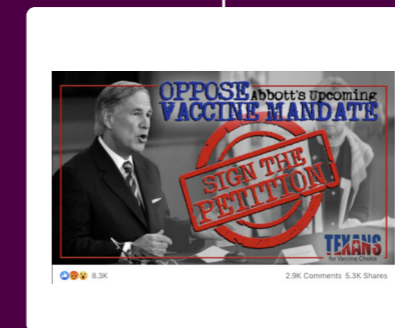 OPPOSE Abbott's Upcoming
VACCINE MANDATE
SIGN THE
PETITION
TEXANS
for Vaccine Choice
8.3K
2.9K Comments 5.3K Shares